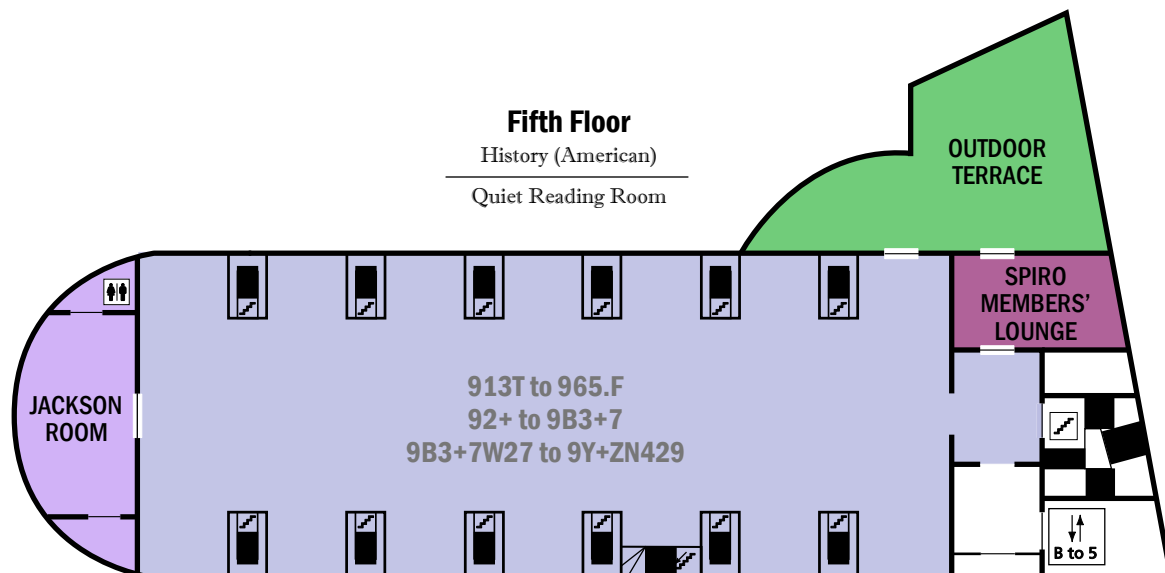 Fifth Floor
History (American)
Quiet Reading Room
OUTDOOR
TERRACE
SPIRO
MEMBERS’
LOUNGE
JACKSON
ROOM
913T to 965.F
92+ to 9B3+7
9B3+7W27 to 9Y+ZN429
B to 5